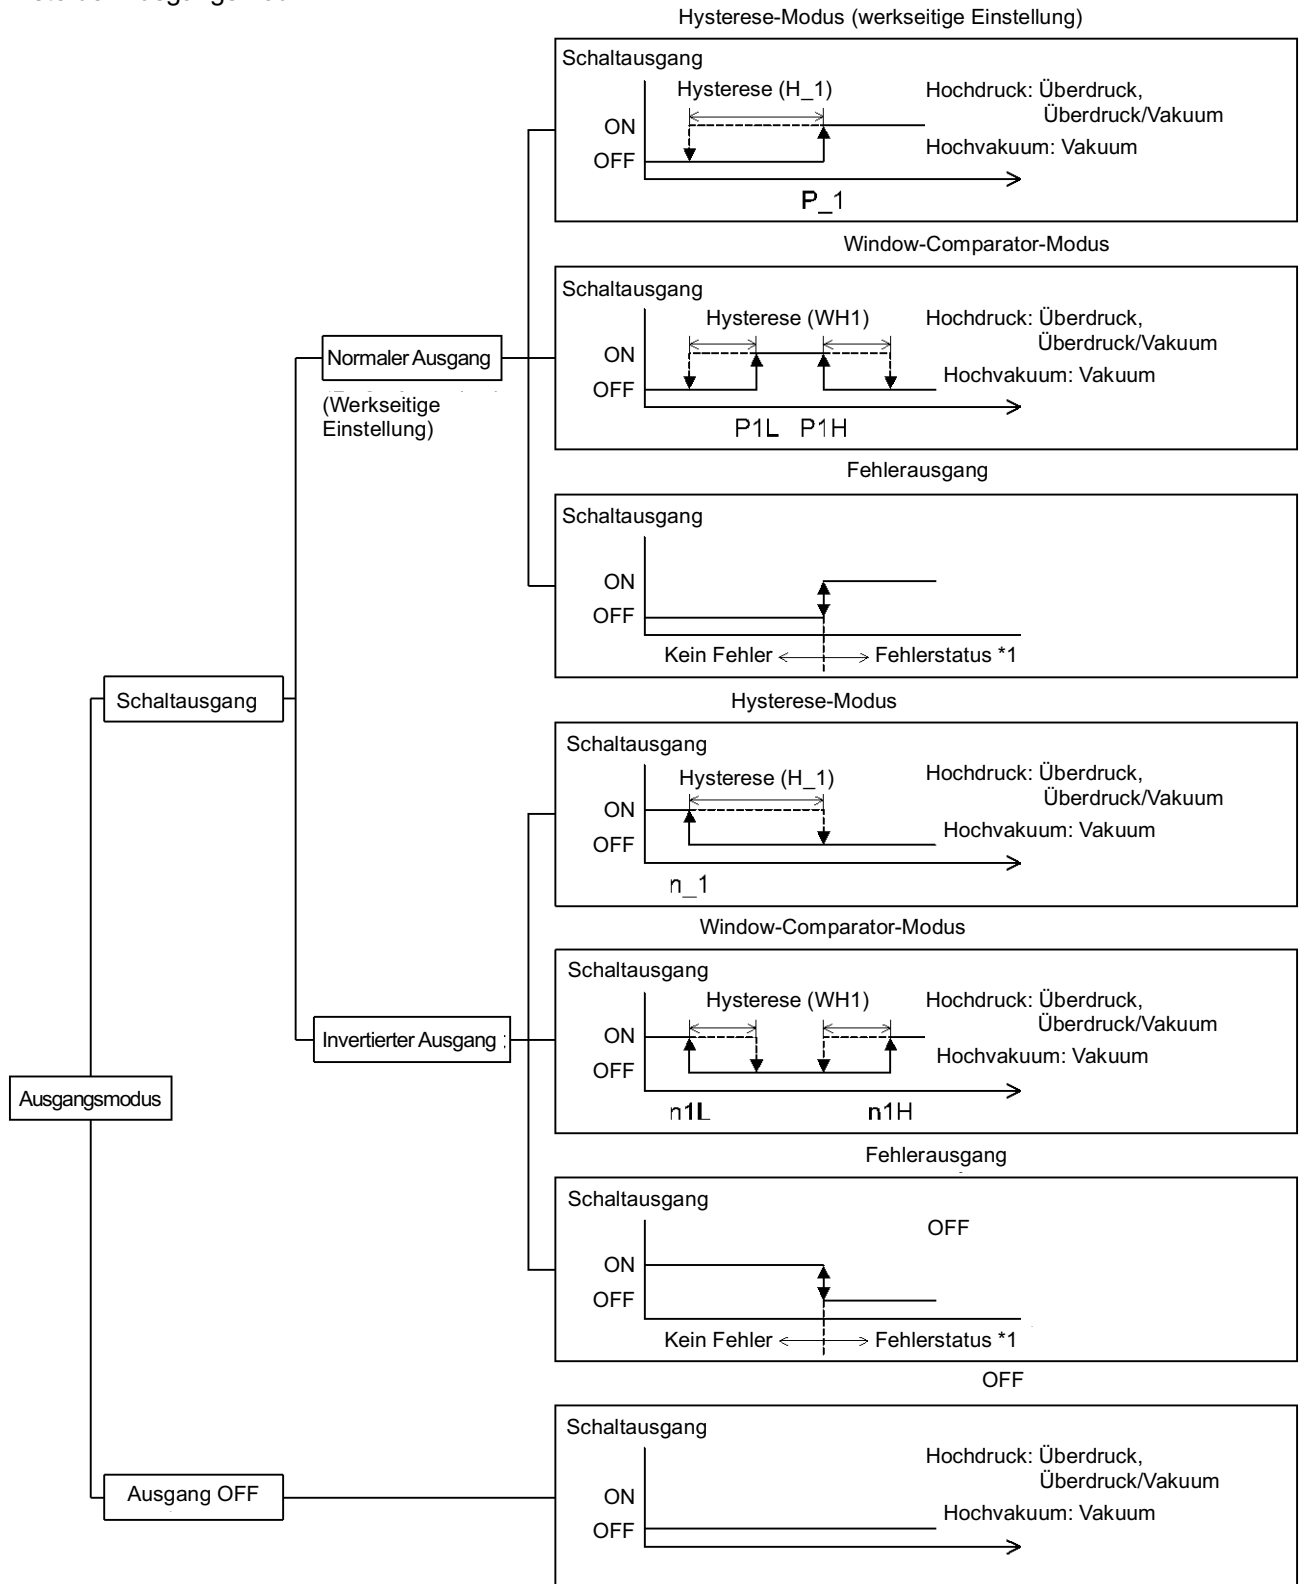 Hysterese-Modus (werkseitige Einstellung)
Schaltausgang
Hysterese (H_1)
Hochdruck: Überdruck,
Überdruck/Vakuum
ON
OFF
Hochvakuum: Vakuum
P_1
Window-Comparator-Modus
Schaltausgang
Hysterese (WH1)
Hochdruck: Überdruck,
Überdruck/Vakuum
ON
OFF
Hochvakuum: Vakuum
P1L P1H
Normaler Ausgang
(Werkseitige
Einstellung)
Fehlerausgang
Schaltausgang
ON
OFF
Kein Fehler
Fehlerstatus *1
Schaltausgang
Hysterese-Modus
Schaltausgang
Hysterese (H_1)
Hochdruck: Überdruck,
Überdruck/Vakuum
ON
OFF
Hochvakuum: Vakuum
n_1
Window-Comparator-Modus
Schaltausgang
Hysterese (WH1)
Hochdruck: Überdruck,
Überdruck/Vakuum
ON
OFF
Hochvakuum: Vakuum
n1L n1H
Invertierter Ausgang
Ausgangsmodus
Fehlerausgang
Schaltausgang
OFF
ON
OFF
Kein Fehler
Fehlerstatus *1
OFF
Schaltausgang
Hochdruck: Überdruck,
Überdruck/Vakuum
Ausgang OFF
ON
OFF
Hochvakuum: Vakuum